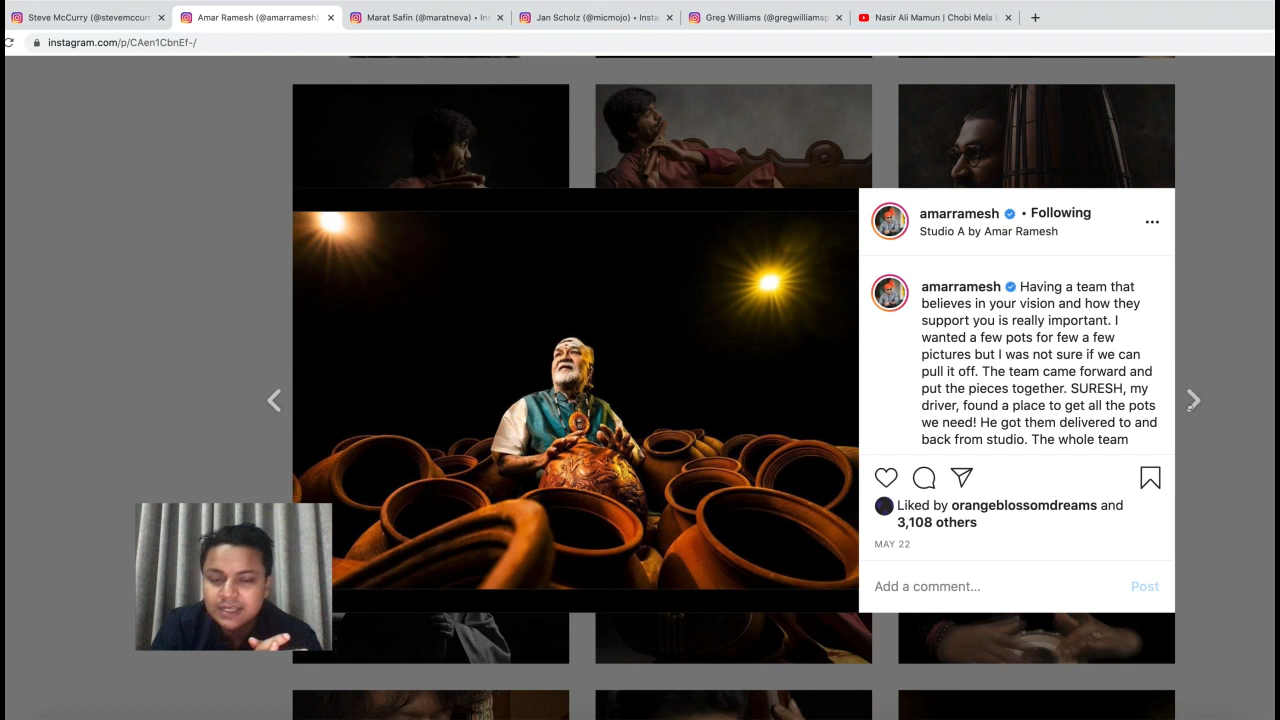 Steve McCurry (@stevemccurr
Amar Ramesh (@amarramesh)
Marat Safin (@maratneva) • In
Jan Scholz (@micmojo) • Insta
Greg Williams (@gregwilliamsp
Nasir Ali Mamun | Chobi Mela
instagram.com/p/CAen1CbnEf-/
amarramesh • Following
Studio A by Amar Ramesh
amarramesh Having a team that
believes in your vision and how they
support you is really important. I
wanted a few pots for few a few
pictures but I was not sure if we can
pull it off. The team came forward and
put the pieces together. SURESH, my
driver, found a place to get all the pots
we need! He got them delivered to and
back from studio. The whole team
Liked by orangeblossomdreams and
3,108 others
MAY 22
Add a comment... Post